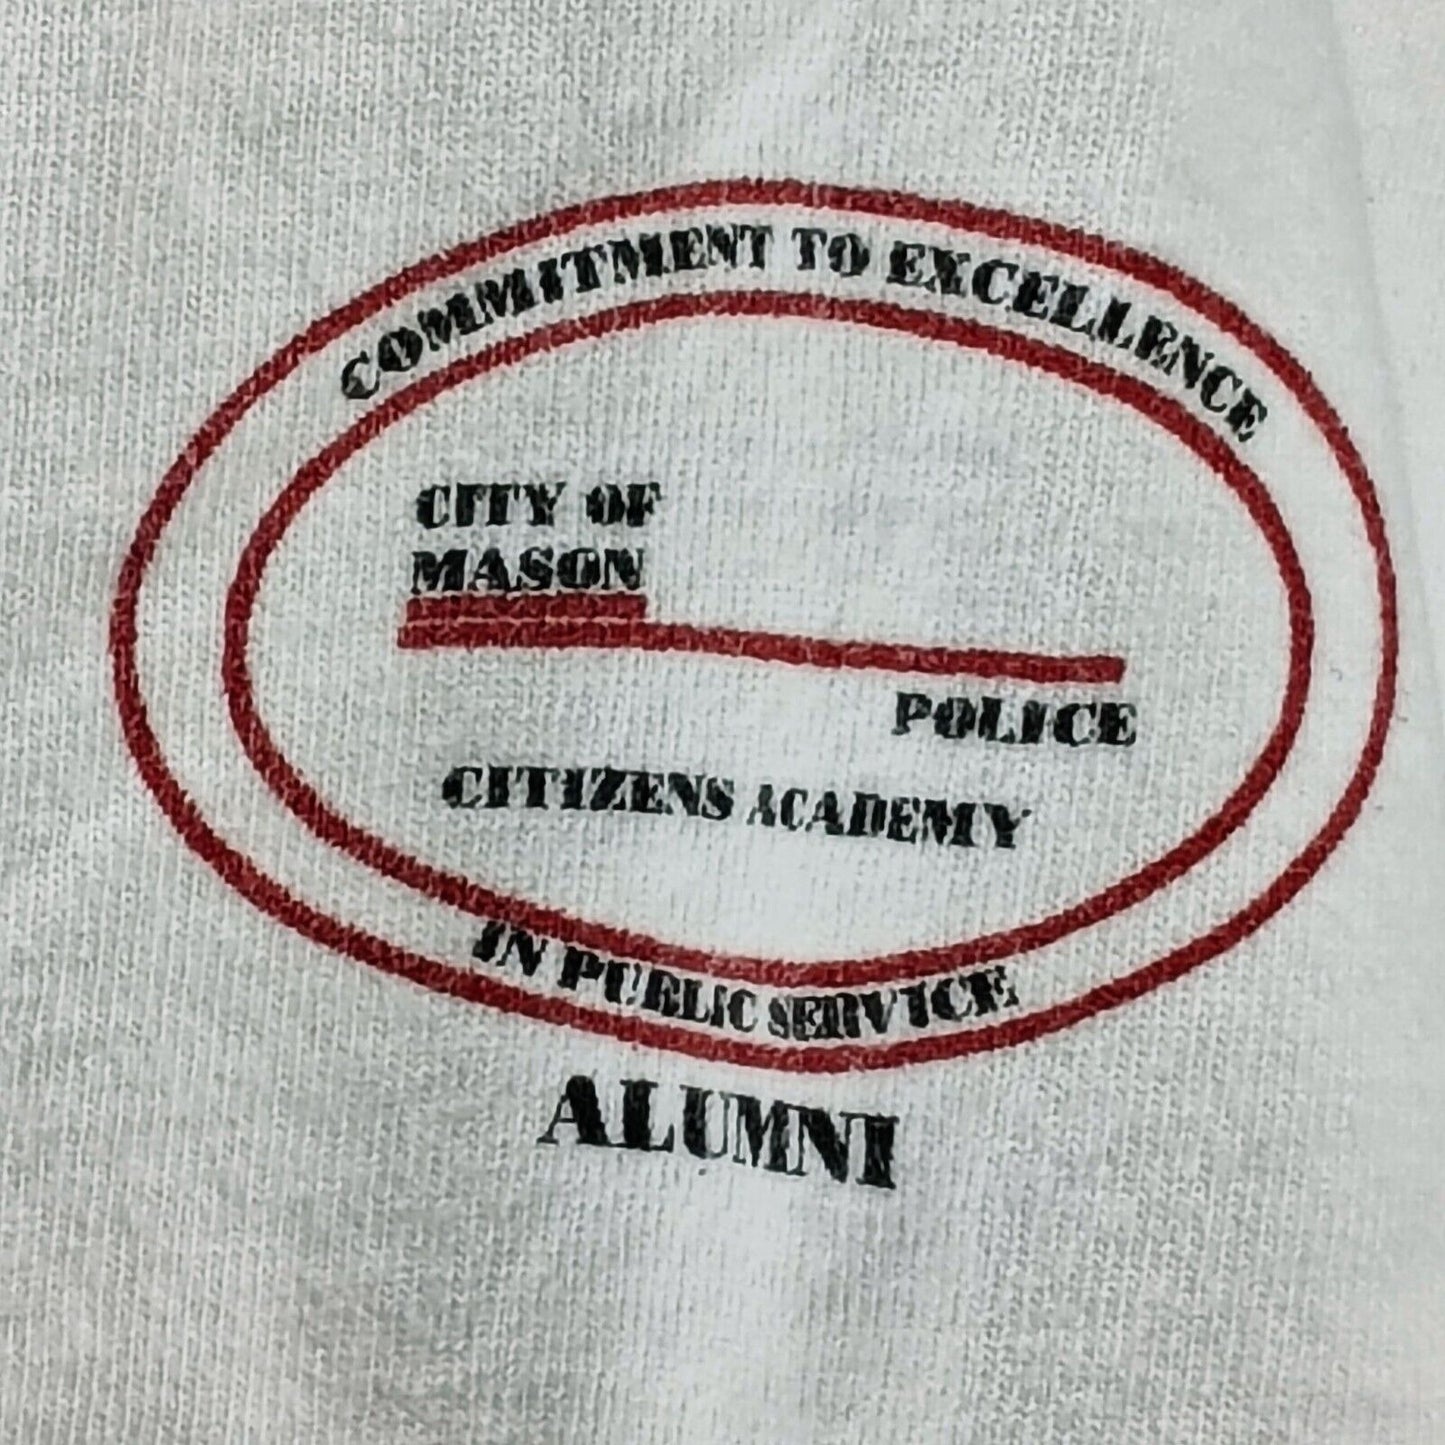 COMMITMENT TO EXCELLENCE
CITY OF
MASON
POLICE
CITIZENS ACADEMY
IN PUBLIC SERVICE
ALUMNI